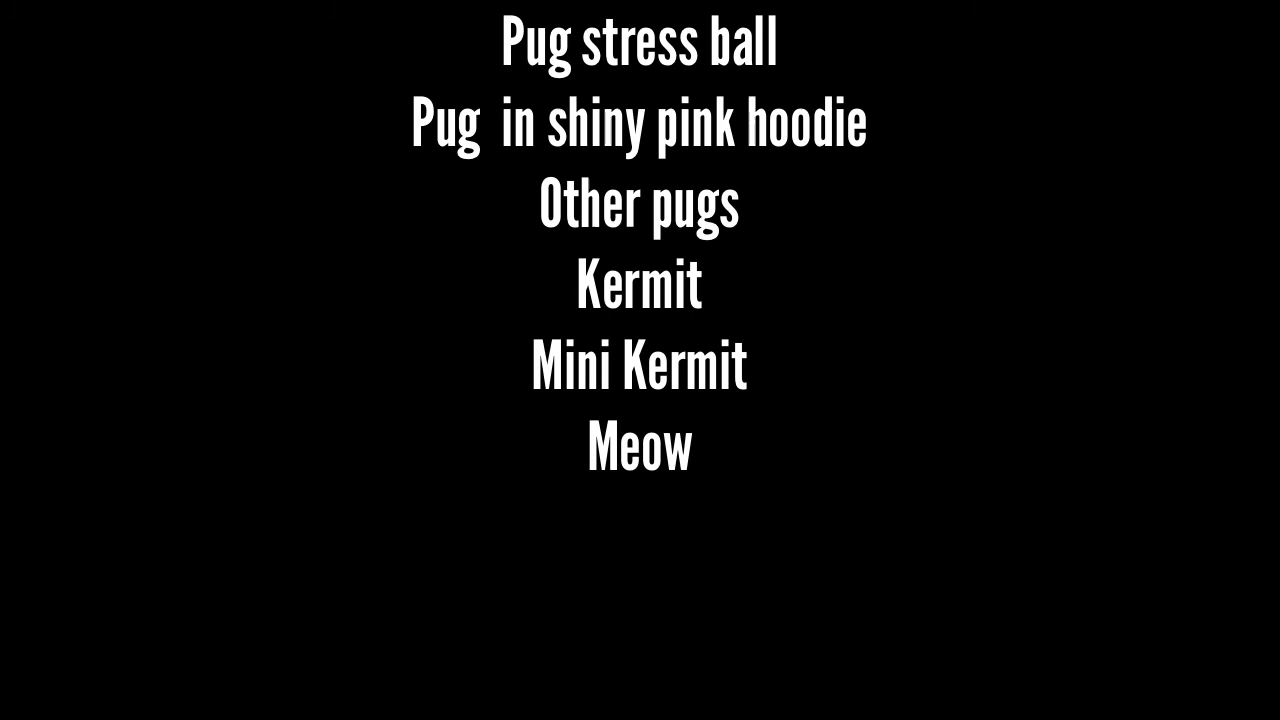 Pug stress ball
Pug  in shiny pink hoodie
Other pugs
Kermit
Mini Kermit
Meow